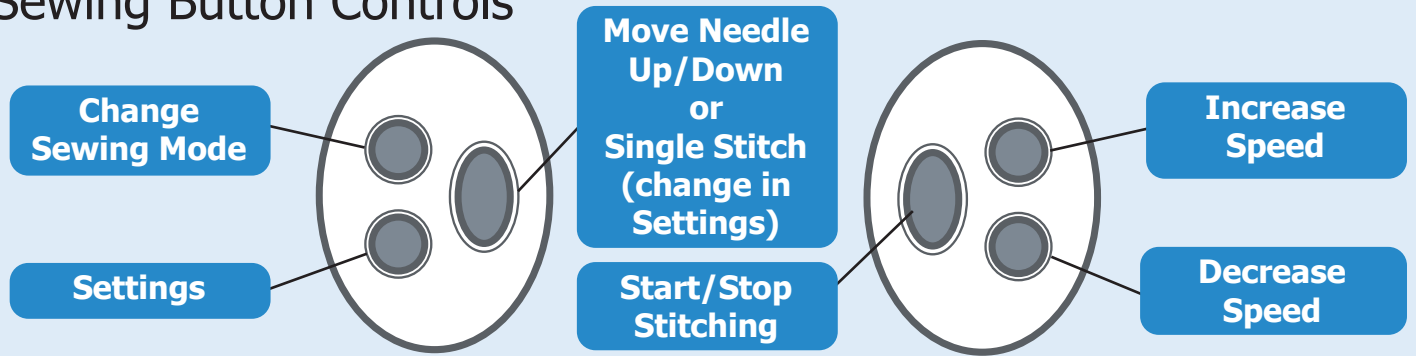 Sewing Button Controls
Change
Sewing Mode
Settings
Move Needle
Up/Down
or
Single Stitch
(change in
Settings)
Start/Stop
Stitching
Increase
Speed
Decrease
Speed